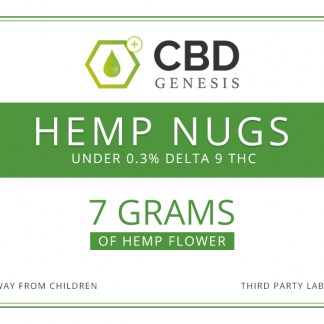 CBD
GENESIS
HEMP NUGS
UNDER 0.3% DELTA 9 THC
7 GRAMS
OF HEMP FLOWER
WAY FROM CHILDREN
THIRD PARTY LAB